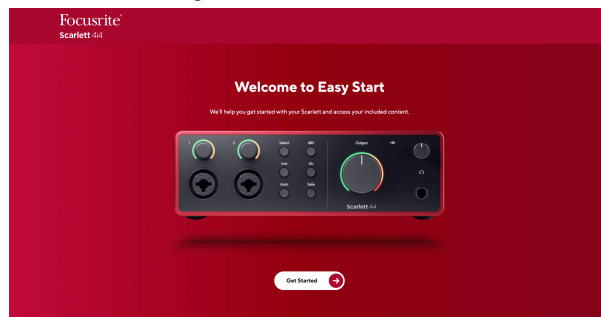 Focusrite®
Scarlett 4i4
Welcome to Easy Start
We'll help you get started with your Scarlett and access your included content.
1 2 Select 48V Output
Inst Air
Auto Safe
Scarlett 4i4
Get Started